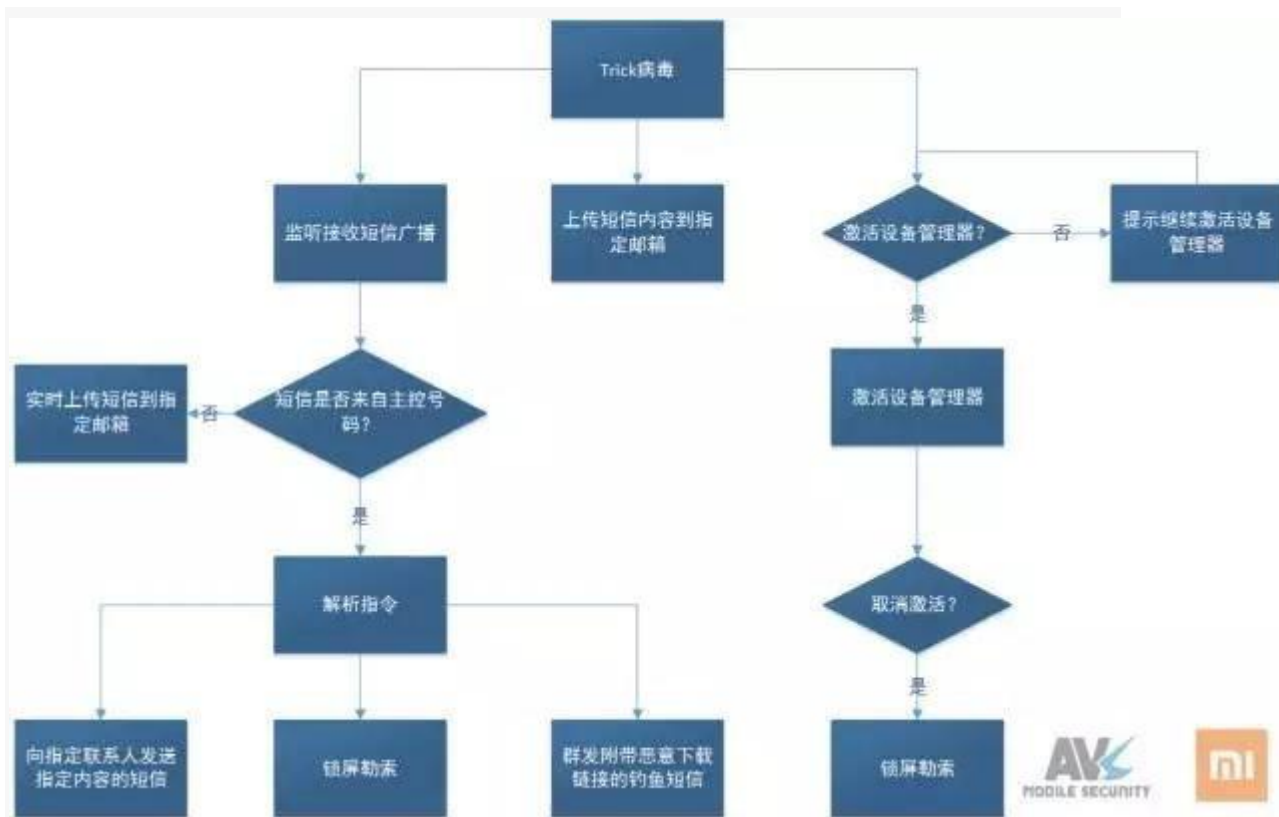 Trick病毒
监听接收短信广播
上传短信内容到指
定邮箱
激活设备管理器?
否
提示继续激活设备
管理器
是
实时上传短信到指
定邮箱
否
短信是否来自主控号
码?
激活设备管理器
是
解析指令
取消激活?
是
向指定联系人发送
指定内容的短信
锁屏勒索
群发附带恶意下载
链接的钓鱼短信
锁屏勒索
AVL
MOBILE SECURITY
mi